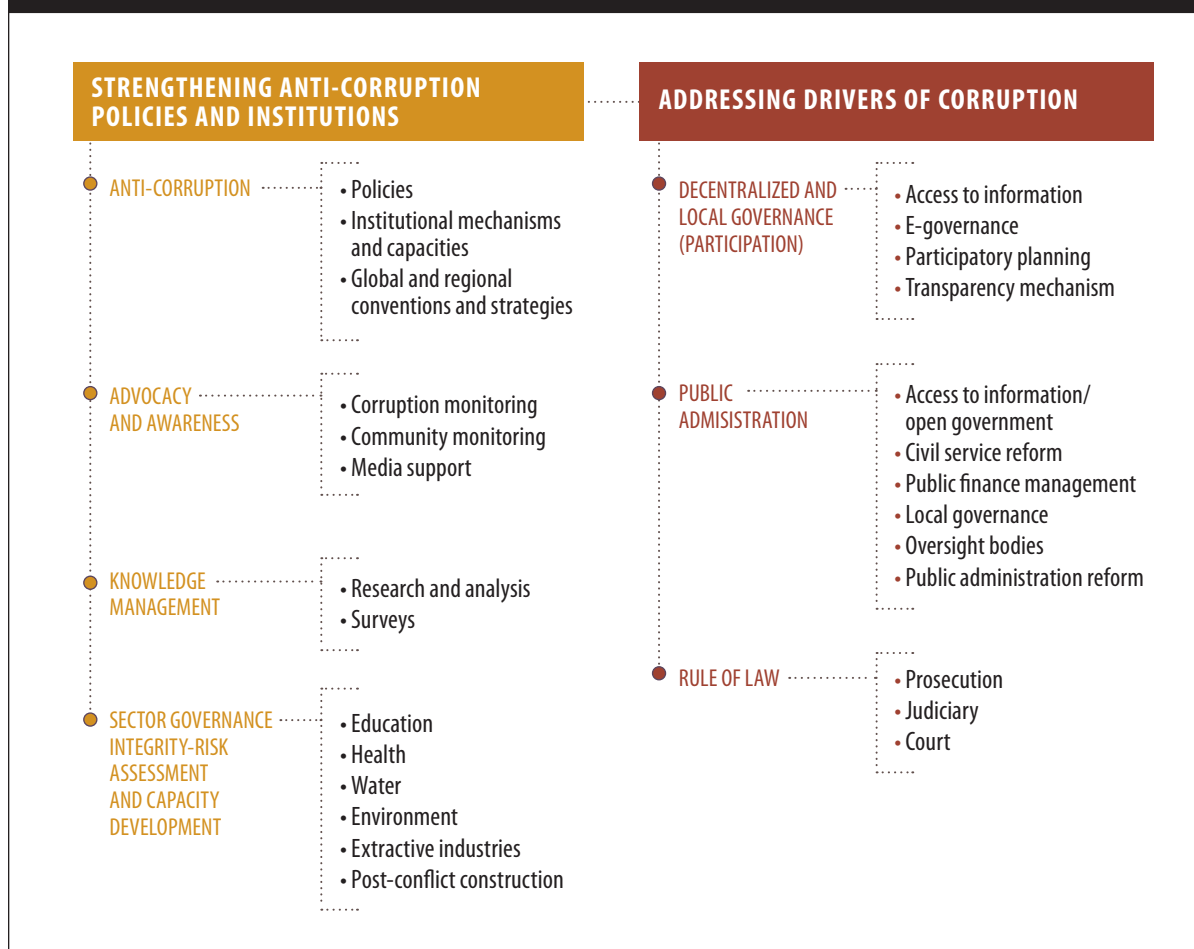 STRENGTHENING ANTI-CORRUPTION
POLICIES AND INSTITUTIONS
ANTI-CORRUPTION
• Policies
• Institutional mechanisms
and capacities
• Global and regional
conventions and strategies
ADVOCACY
AND AWARENESS
• Corruption monitoring
• Community monitoring
• Media support
KNOWLEDGE
MANAGEMENT
• Research and analysis
• Surveys
SECTOR GOVERNANCE
INTEGRITY-RISK
ASSESSMENT
AND CAPACITY
DEVELOPMENT
• Education
• Health
• Water
• Environment
• Extractive industries
• Post-conflict construction
ADDRESSING DRIVERS OF CORRUPTION
DECENTRALIZED AND
LOCAL GOVERNANCE
(PARTICIPATION)
• Access to information
• E-governance
• Participatory planning
• Transparency mechanism
PUBLIC
ADMISISTRATION
• Access to information/
open government
• Civil service reform
• Public finance management
• Local governance
• Oversight bodies
• Public administration reform
RULE OF LAW
• Prosecution
• Judiciary
• Court